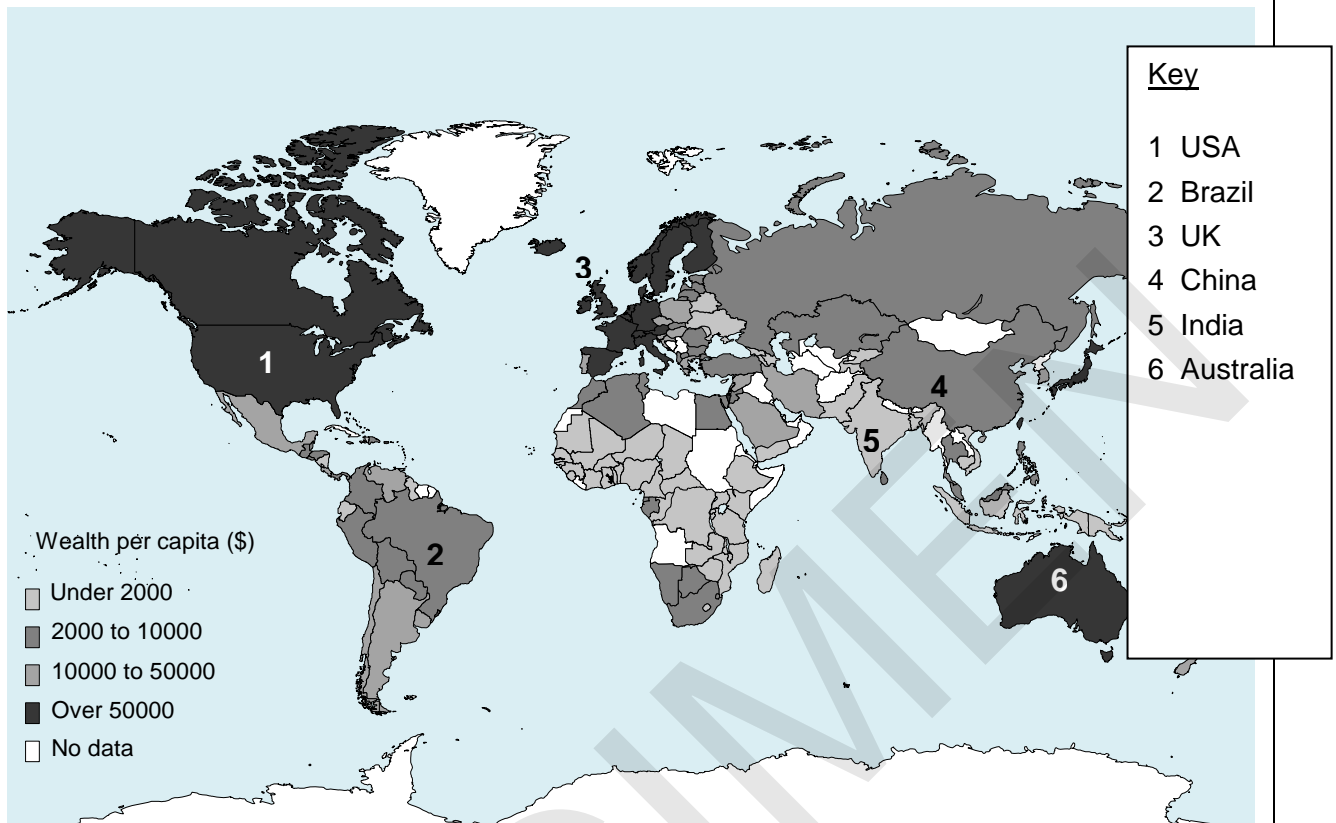 Key
1 USA
2 Brazil
3 UK
4 China
5 India
6 Australia
1
2
3
4
5
6
Wealth per capita ($)
Under 2000
2000 to 10000
10000 to 50000
Over 50000
No data
SPECIMEN